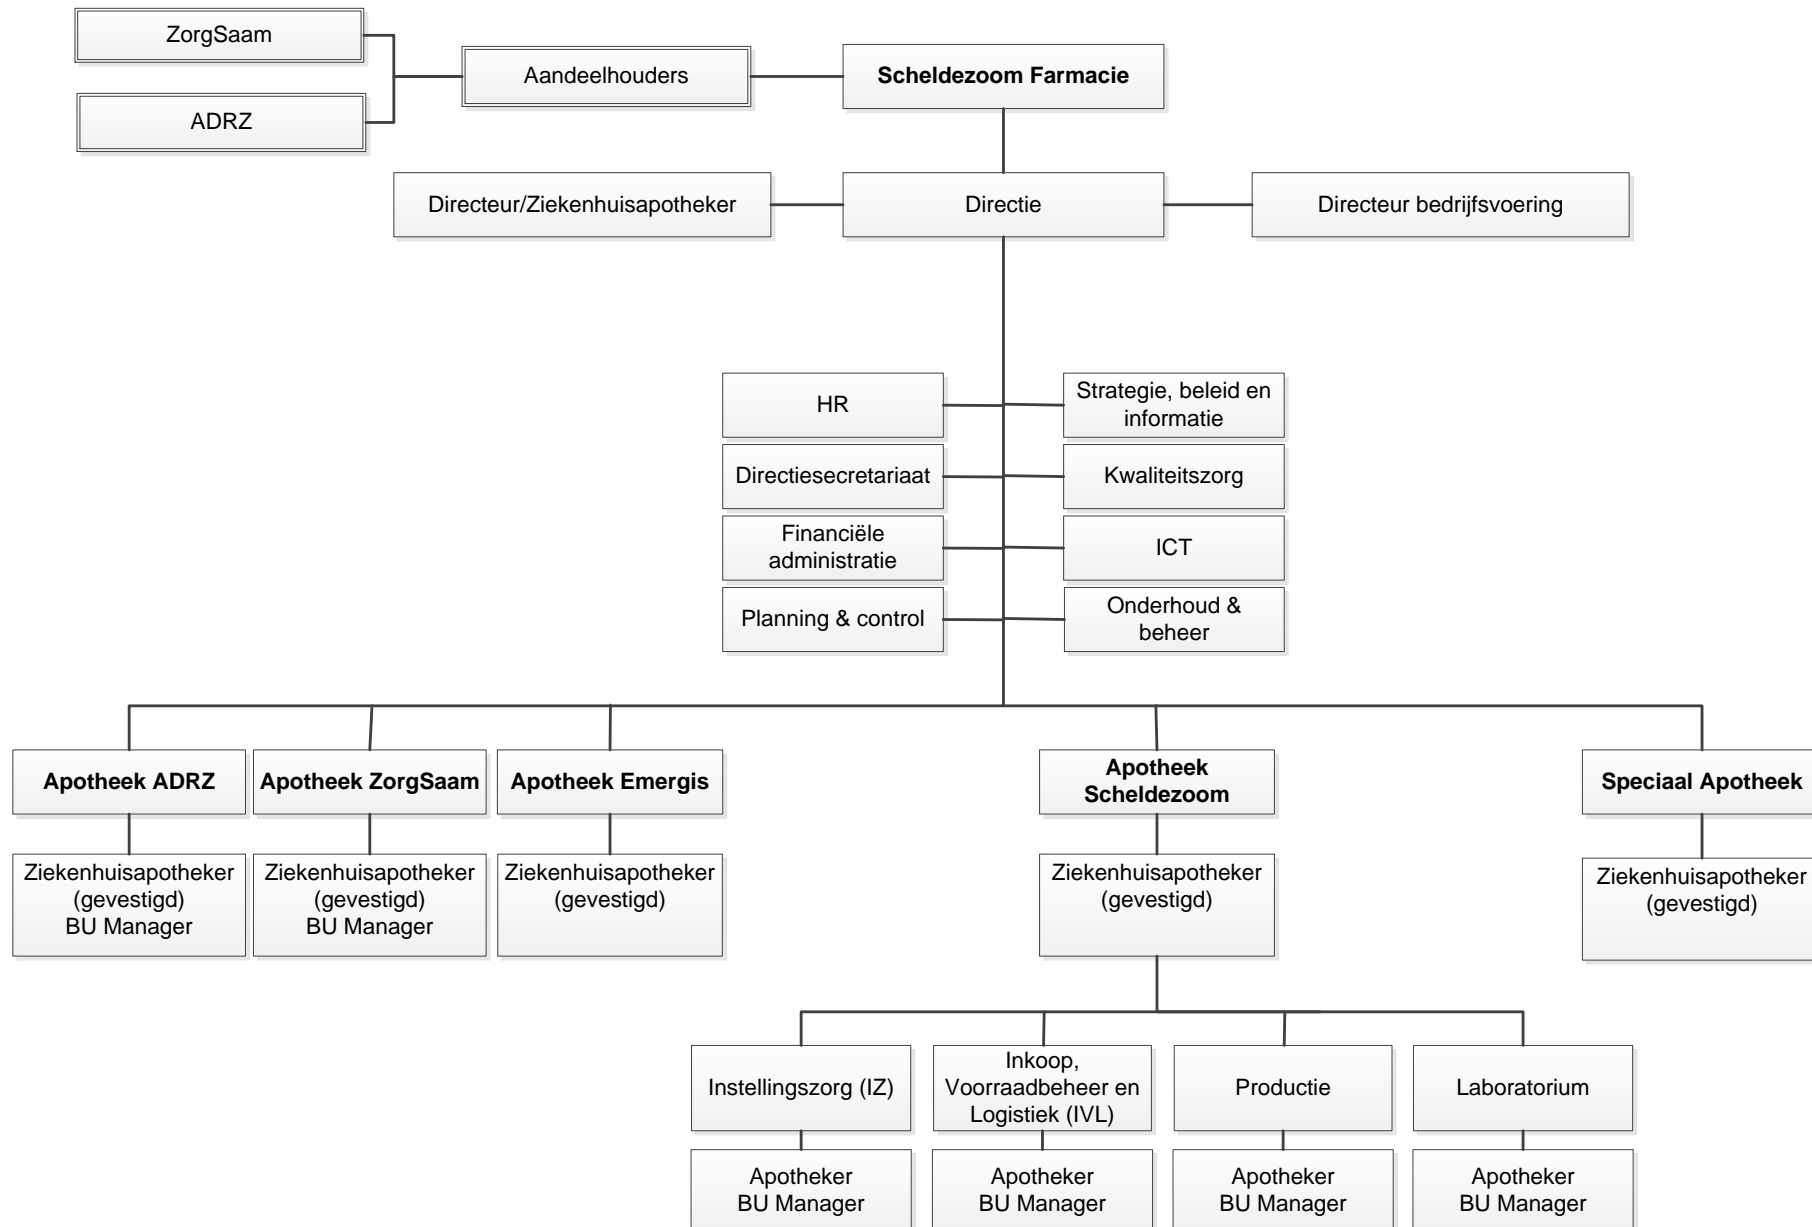 ZorgSaam
Aandeelhouders
Scheldezoom Farmacie
ADRZ
Directeur/Ziekenhuisapotheker
Directie
Directeur bedrijfsvoering
HR
Strategie, beleid en
informatie
Directiesecretariaat
Kwaliteitszorg
Financiële
administratie
ICT
Planning & control
Onderhoud &
beheer
Apotheek ADRZ
Apotheek ZorgSaam
Apotheek Emergis
Apotheek
Scheldezoom
Speciaal Apotheek
Ziekenhuisapotheker
(gevestigd)
BU Manager
Ziekenhuisapotheker
(gevestigd)
BU Manager
Ziekenhuisapotheker
(gevestigd)
Ziekenhuisapotheker
(gevestigd)
Ziekenhuisapotheker
(gevestigd)
Instellingszorg (IZ)
Inkoop,
Voorraadbeheer en
Logistiek (IVL)
Productie
Laboratorium
Apotheker
BU Manager
Apotheker
BU Manager
Apotheker
BU Manager
Apotheker
BU Manager